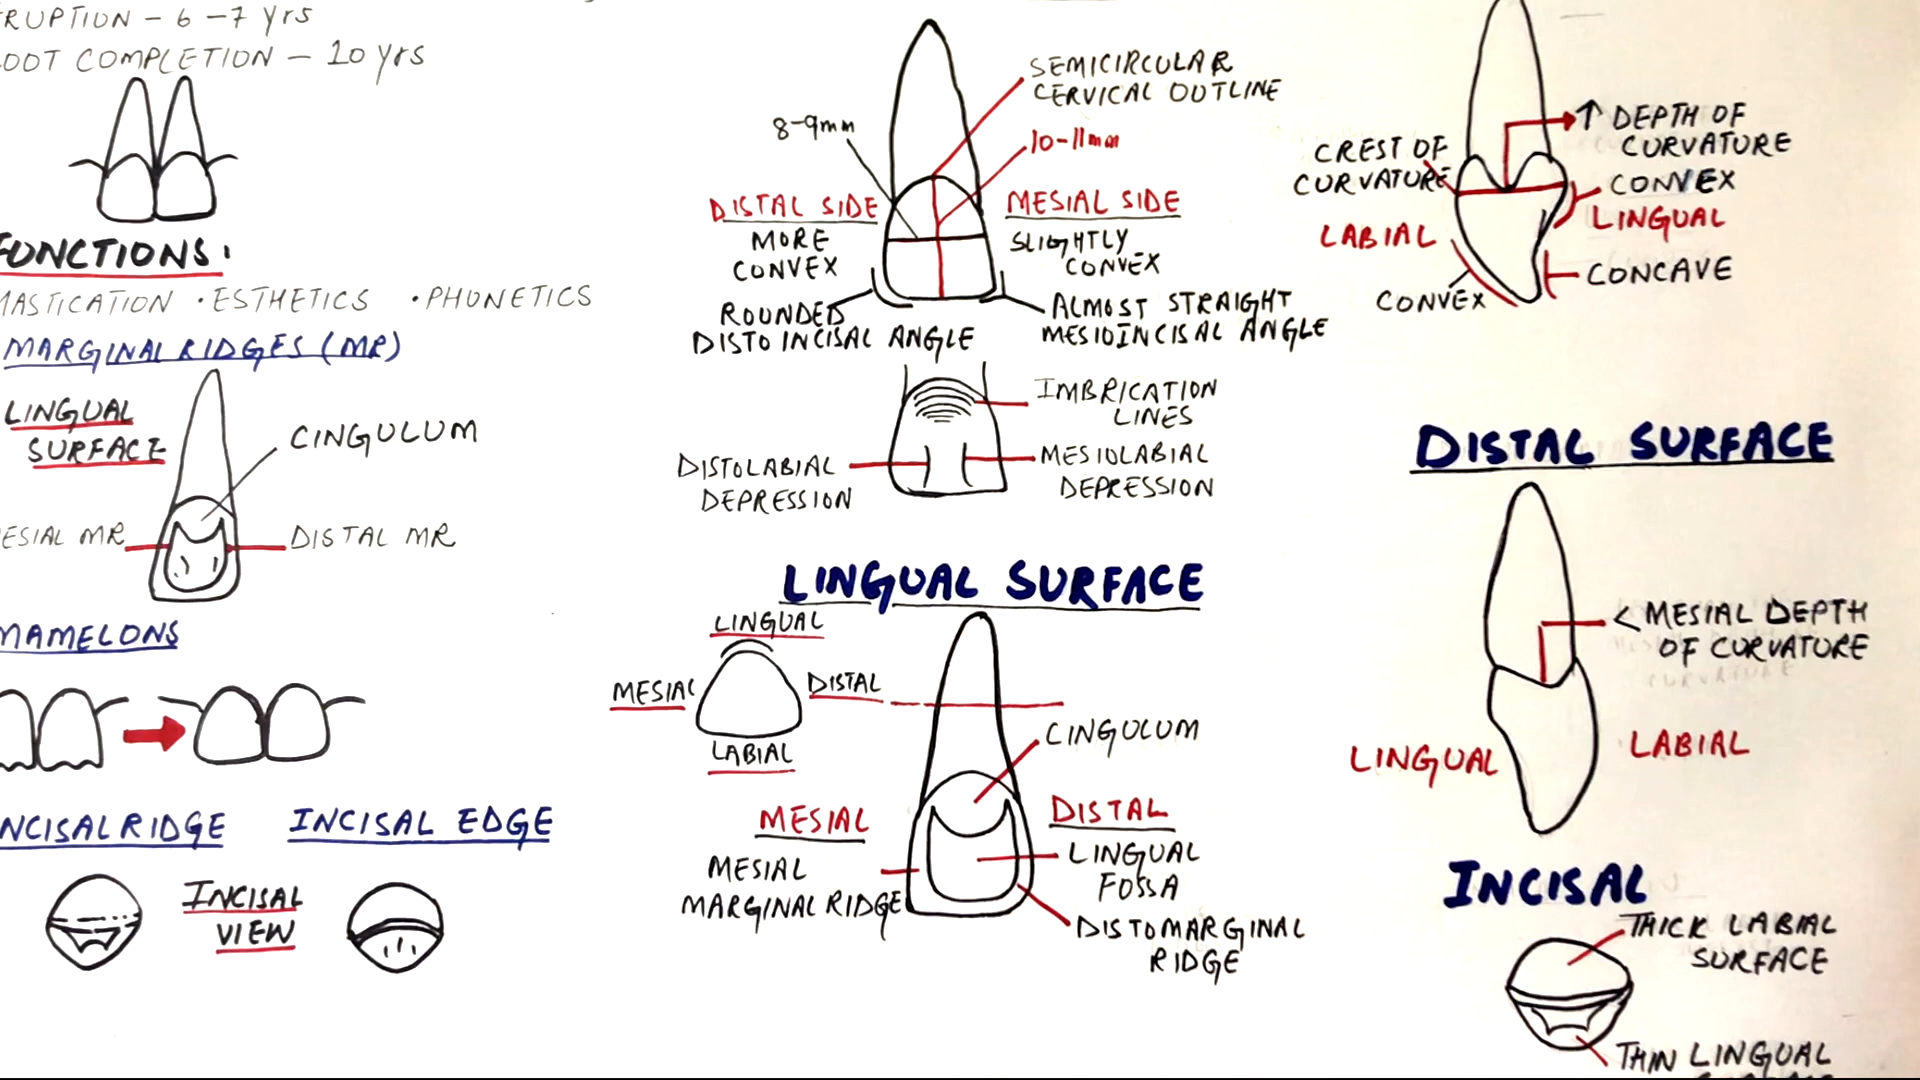 RUPTION - 6 -7 yrs
OOT COMPLETION - 10 yrs
FUNCTIONS:
MASTICATION • ESTHETICS • PHONETICS
MARGINAL RIDGES (MR)
LINGUAL
SURFACE
CINGULUM
ESIAL MR
DISTAL MR
MAMELONS
NCISAL RIDGE
INCISAL EDGE
INCISAL
VIEW
SEMICIRCULAR
CERVICAL OUTLINE
8-9mm
10-11mm
DISTAL SIDE
MORE
CONVEX
MESIAL SIDE
SLIGHTLY
CONVEX
ROUNDED
DISTOINCISAL ANGLE
ALMOST STRAIGHT
MESIOINCISAL ANGLE
IMBRICATION
LINES
DISTOLABIAL
DEPRESSION
MESIOLABIAL
DEPRESSION
LINGUAL SURFACE
LINGUAL
MESIAL
DISTAL
LABIAL
CINGULUM
MESIAL
DISTAL
MESIAL
MARGINAL RIDGE
LINGUAL
FOSSA
DISTOMARGINAL
RIDGE
↑ DEPTH OF
CURVATURE
CREST OF
CURVATURE
CONVEX
LINGUAL
LABIAL
CONCAVE
CONVEX
DISTAL SURFACE
< MESIAL DEPTH
OF CURVATURE
LINGUAL
LABIAL
INCISAL
THICK LABIAL
SURFACE
THIN LINGUAL